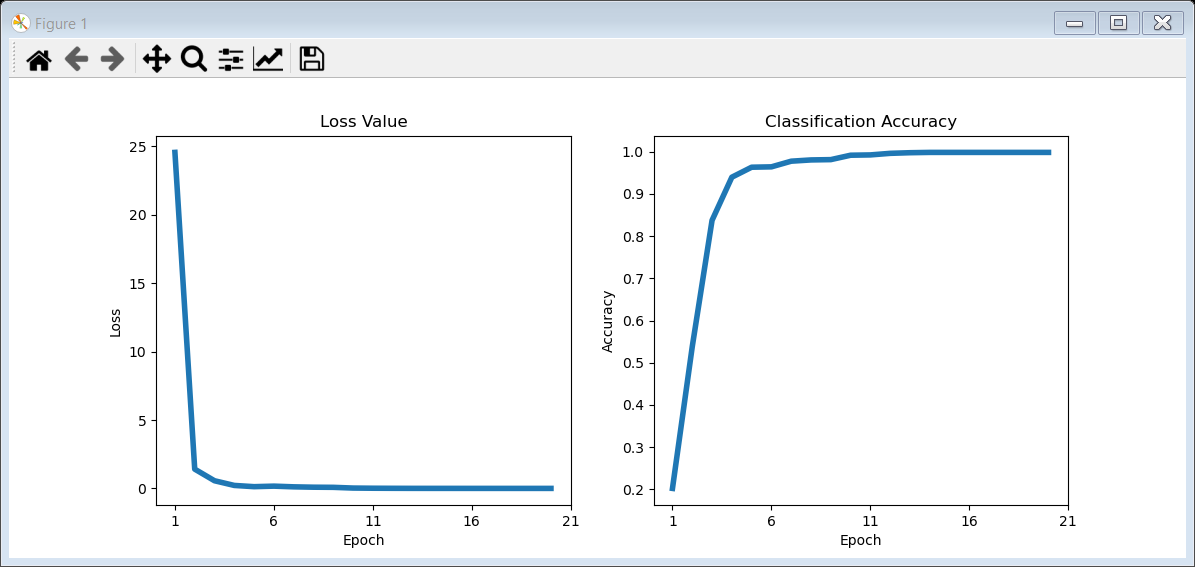 Figure 1
Loss Value
25
20
15
10
5
0
Loss
1 6 11 16 21
Epoch
Classification Accuracy
1.0
0.9
0.8
0.7
0.6
0.5
0.4
0.3
0.2
Accuracy
1 6 11 16 21
Epoch